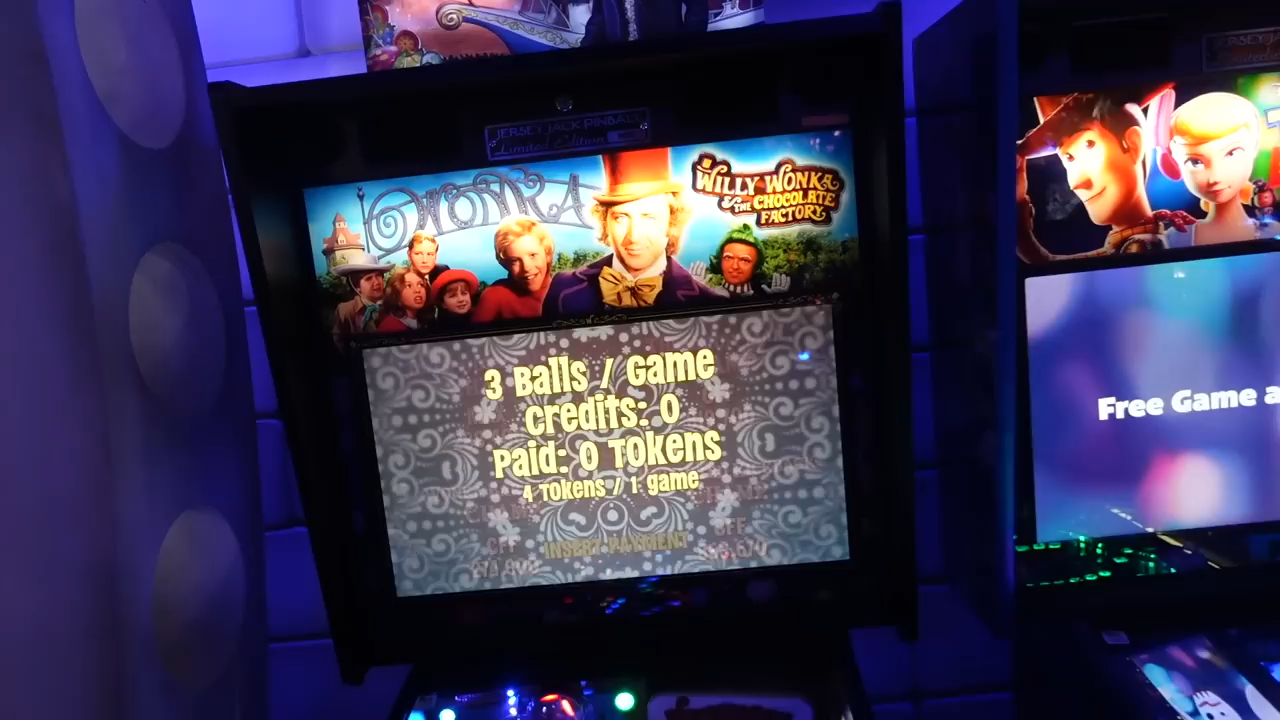 JERSEY JACK PINBALL
Limited Edition
WONKA
WILLY WONKA
& THE CHOCOLATE
FACTORY
3 Balls / Game
Credits: 0
Paid: 0 Tokens
4 Tokens / 1 game
INSERT PAYMENT
Free Game a